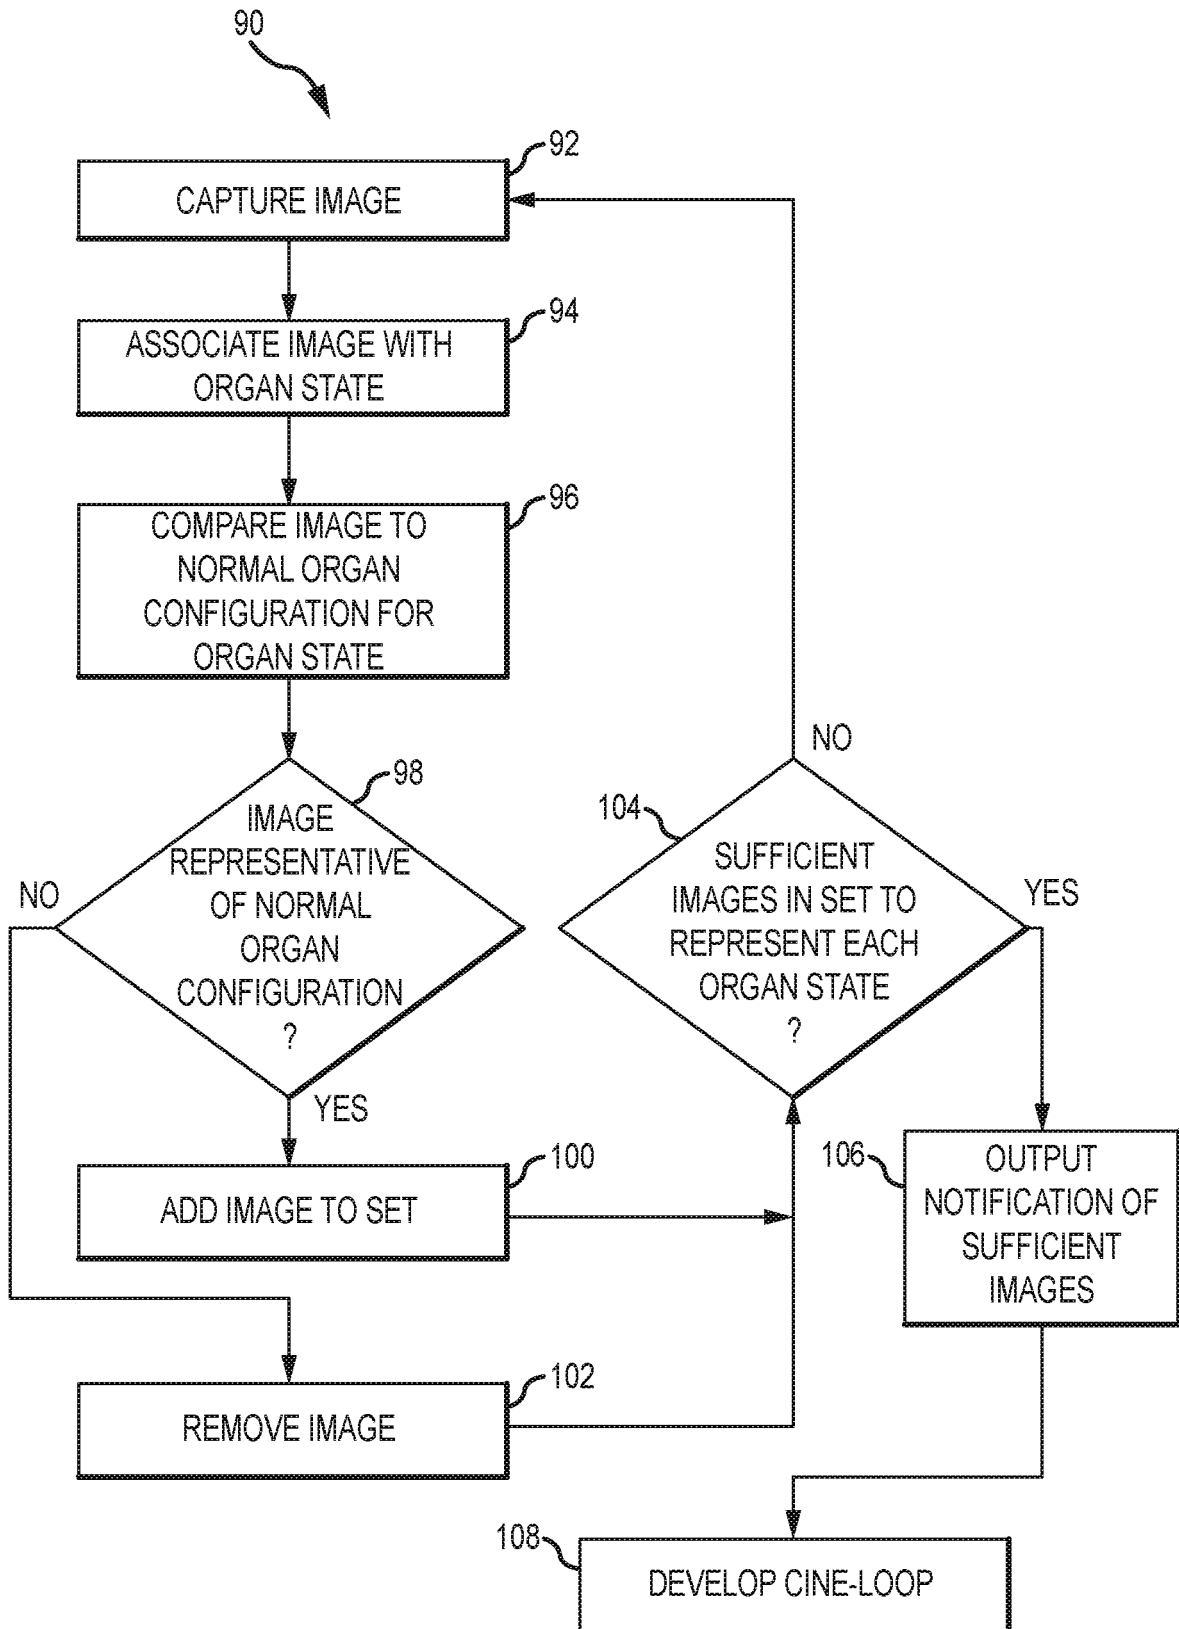 90
92
CAPTURE IMAGE
94
ASSOCIATE IMAGE WITH
ORGAN STATE
96
COMPARE IMAGE TO
NORMAL ORGAN
CONFIGURATION FOR
ORGAN STATE
98
IMAGE
REPRESENTATIVE
OF NORMAL
ORGAN
CONFIGURATION
?
NO
YES
100
ADD IMAGE TO SET
102
REMOVE IMAGE
104
NO
SUFFICIENT
IMAGES IN SET TO
REPRESENT EACH
ORGAN STATE
?
YES
106
OUTPUT
NOTIFICATION OF
SUFFICIENT
IMAGES
108
DEVELOP CINE-LOOP